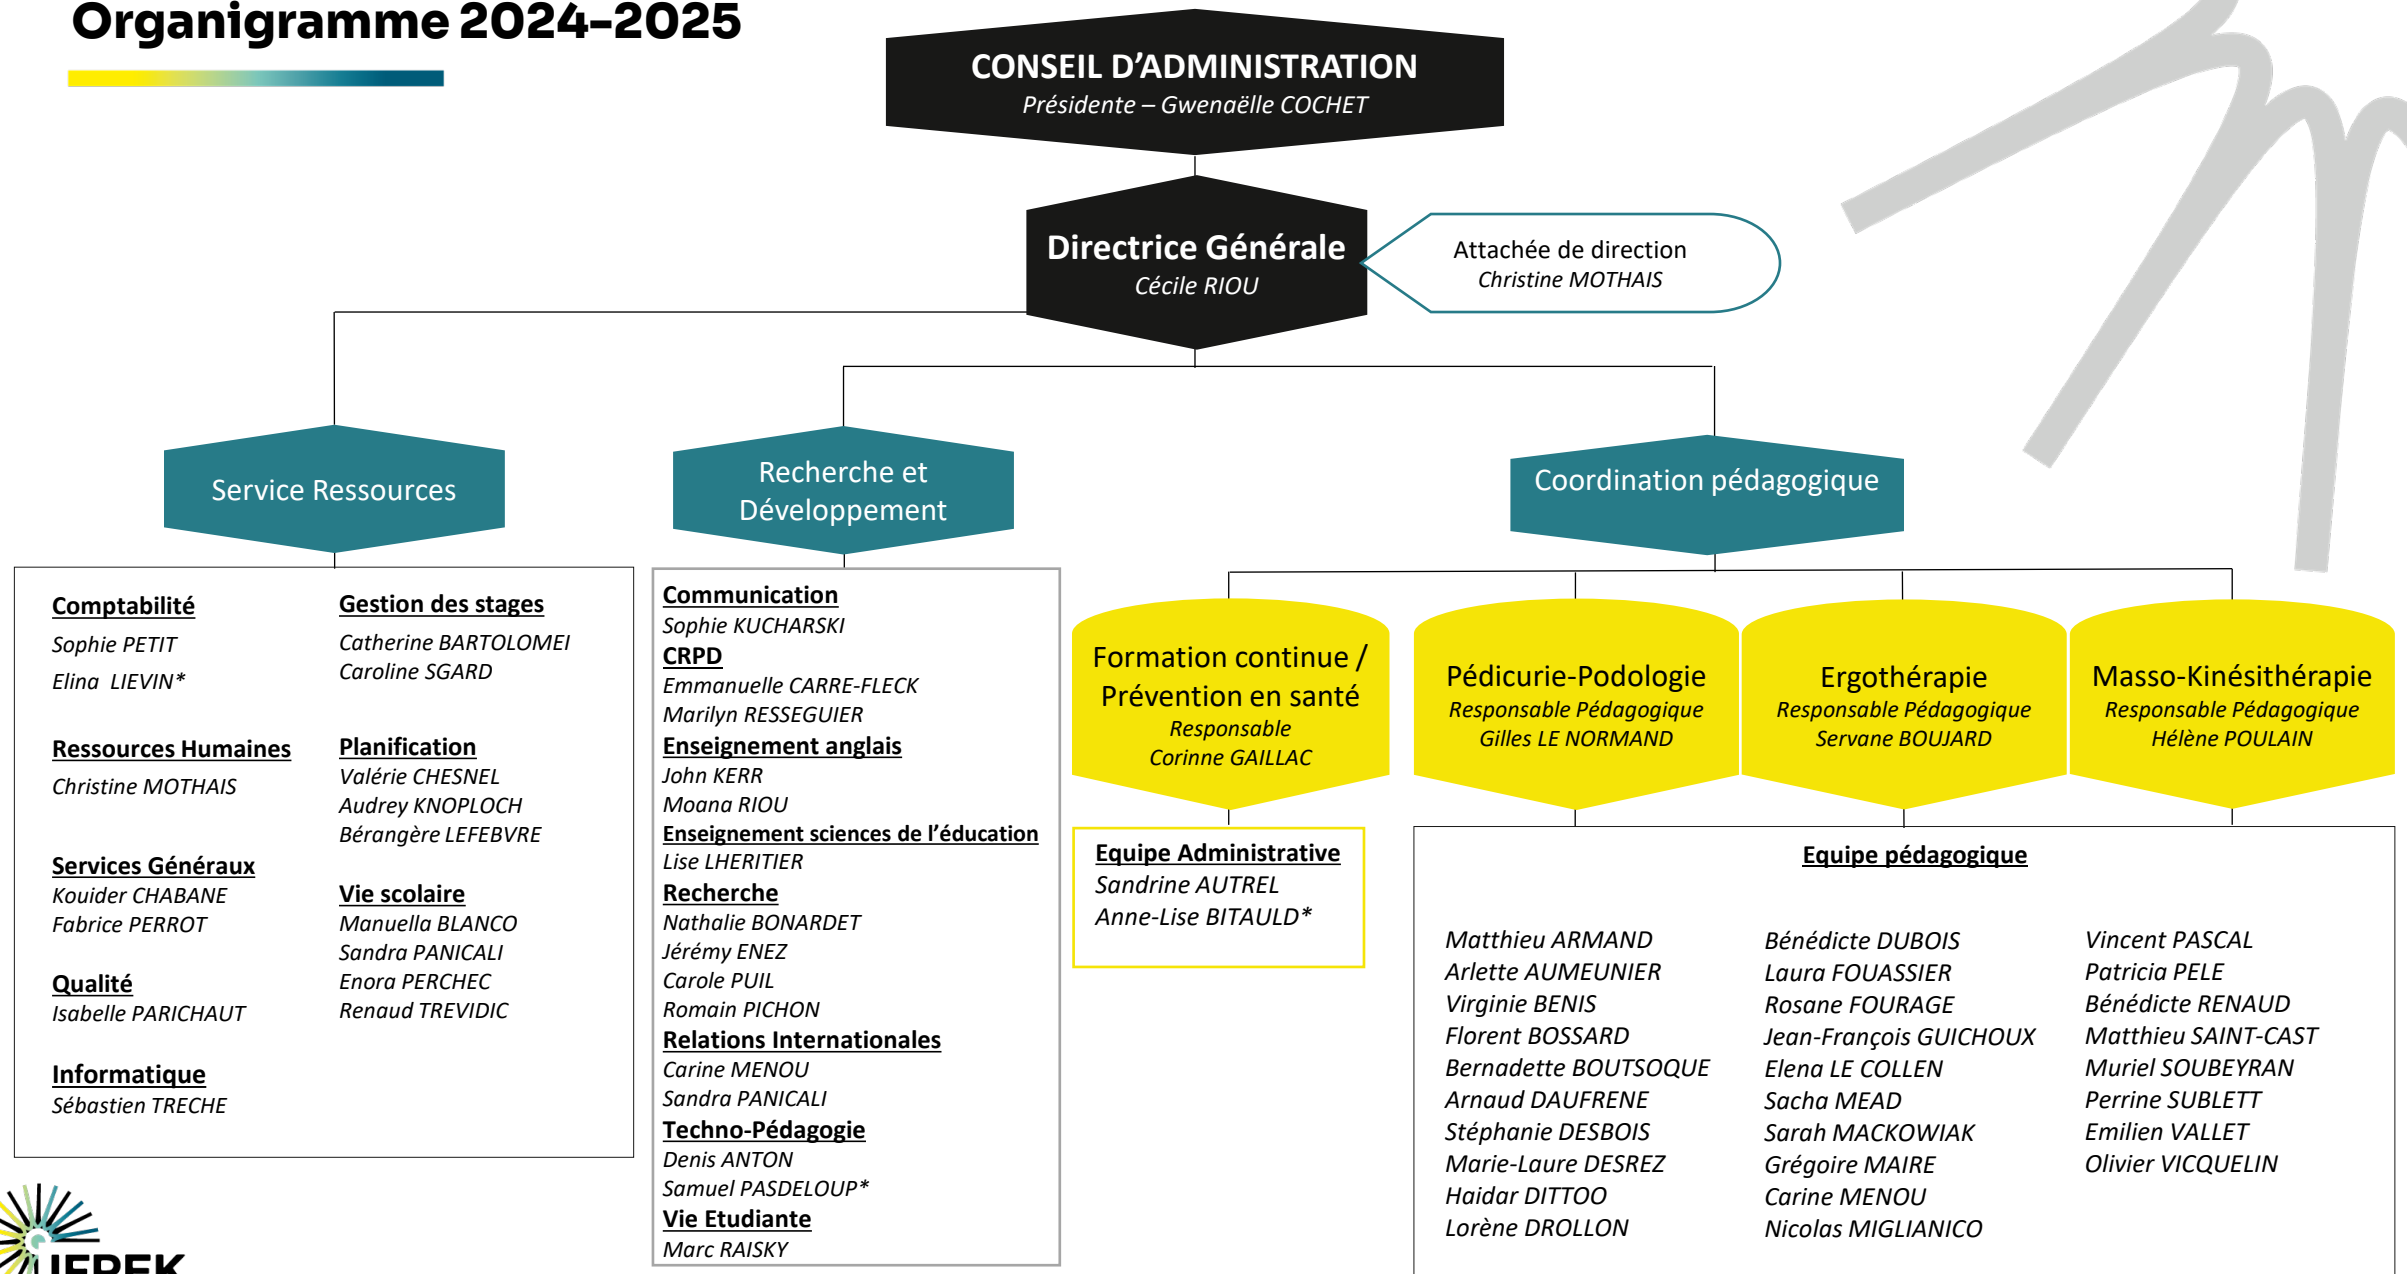 Organigramme 2024-2025
CONSEIL D'ADMINISTRATION
Présidente – Gwenaëlle COCHET
Directrice Générale
Cécile RIOU
Attachée de direction
Christine MOTHAIS
Service Ressources
Recherche et
Développement
Coordination pédagogique
Comptabilité
Sophie PETIT
Elina LIEVIN*
Ressources Humaines
Christine MOTHAIS
Services Généraux
Kouider CHABANE
Fabrice PERROT
Qualité
Isabelle PARICHAUT
Informatique
Sébastien TRECHE
Gestion des stages
Catherine BARTOLOMEI
Caroline SGARD
Planification
Valérie CHESNEL
Audrey KNOPLOCH
Bérangère LEFEBVRE
Vie scolaire
Manuella BLANCO
Sandra PANICALI
Enora PERCHEC
Renaud TREVIDIC
Communication
Sophie KUCHARSKI
CRPD
Emmanuelle CARRE-FLECK
Marilyn RESSEGUIER
Enseignement anglais
John KERR
Moana RIOU
Enseignement sciences de l'éducation
Lise LHERITIER
Recherche
Nathalie BONARDET
Jérémy ENEZ
Carole PUIL
Romain PICHON
Relations Internationales
Carine MENOU
Sandra PANICALI
Techno-Pédagogie
Denis ANTON
Samuel PASDELOUP*
Vie Etudiante
Marc RAISKY
Formation continue /
Prévention en santé
Responsable
Corinne GAILLAC
Equipe Administrative
Sandrine AUTREL
Anne-Lise BITAULD*
Pédicurie-Podologie
Responsable Pédagogique
Gilles LE NORMAND
Ergothérapie
Responsable Pédagogique
Servane BOUJARD
Masso-Kinésithérapie
Responsable Pédagogique
Hélène POULAIN
Equipe pédagogique
Matthieu ARMAND
Arlette AUMEUNIER
Virginie BENIS
Florent BOSSARD
Bernadette BOUTSOQUE
Arnaud DAUFRENE
Stéphanie DESBOIS
Marie-Laure DESREZ
Haidar DITTOO
Lorène DROLLON
Bénédicte DUBOIS
Laura FOUASSIER
Rosane FOURAGE
Jean-François GUICHOUX
Elena LE COLLEN
Sacha MEAD
Sarah MACKOWIAK
Grégoire MAIRE
Carine MENOU
Nicolas MIGLIANICO
Vincent PASCAL
Patricia PELE
Bénédicte RENAUD
Matthieu SAINT-CAST
Muriel SOUBEYRAN
Perrine SUBLETT
Emilien VALLET
Olivier VICQUELIN
IFPEK